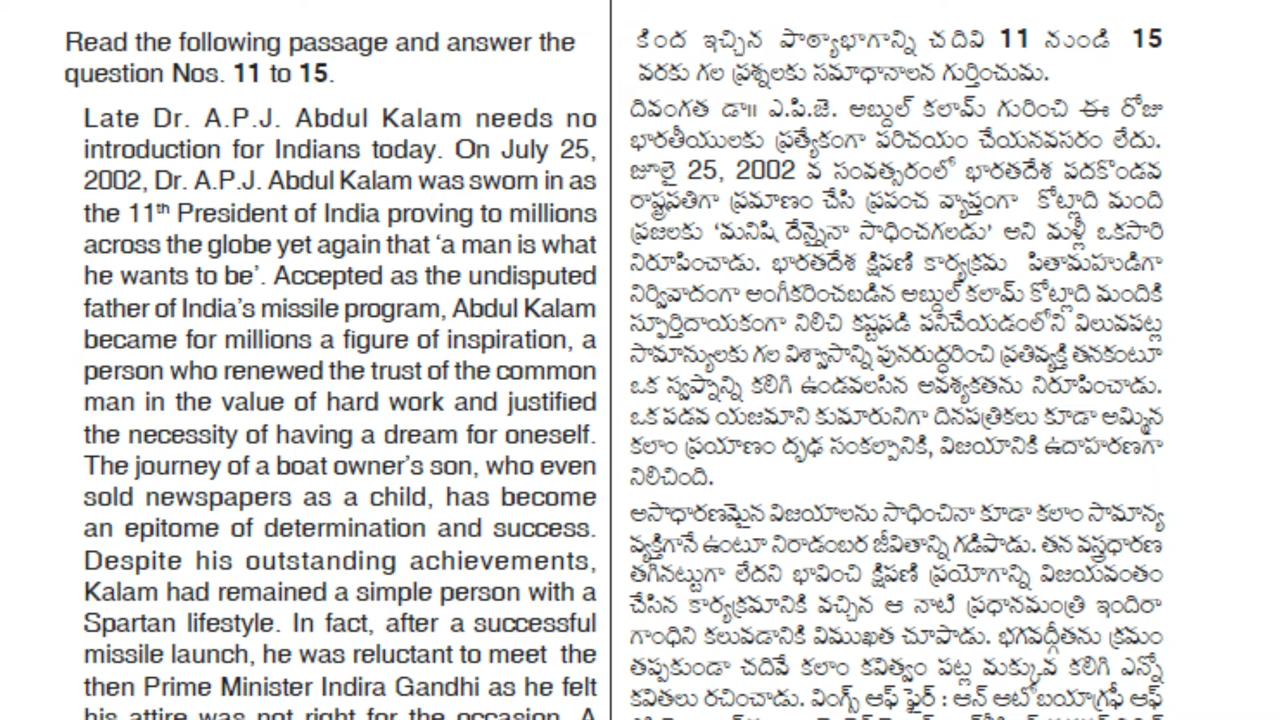 Read the following passage and answer the
question Nos. 11 to 15.
Late Dr. A.P.J. Abdul Kalam needs no
introduction for Indians today. On July 25,
2002, Dr. A.P.J. Abdul Kalam was sworn in as
the 11th President of India proving to millions
across the globe yet again that ‘a man is what
he wants to be’. Accepted as the undisputed
father of India’s missile program, Abdul Kalam
became for millions a figure of inspiration, a
person who renewed the trust of the common
man in the value of hard work and justified
the necessity of having a dream for oneself.
The journey of a boat owner’s son, who even
sold newspapers as a child, has become
an epitome of determination and success.
Despite his outstanding achievements,
Kalam had remained a simple person with a
Spartan lifestyle. In fact, after a successful
missile launch, he was reluctant to meet the
then Prime Minister Indira Gandhi as he felt
his attire was not right for the occasion. A
కింద ఇచ్చిన పాఠ్యాభాగాన్ని చదివి 11 నుండి 15
వరకు గల ప్రశ్నలకు సమాధానాలన గుర్తించుమ.
దివంగత డా॥ ఎ.పి.జె. అబ్దుల్ కలామ్ గురించి ఈ రోజు
భారతీయులకు ప్రత్యేకంగా పరిచయం చేయనవసరం లేదు.
జూలై 25, 2002 వ సంవత్సరంలో భారతదేశ పదకొండవ
రాష్ట్రపతిగా ప్రమాణం చేసి ప్రపంచ వ్యాప్తంగా కోట్లాది మంది
ప్రజలకు ‘మనిషి దేన్నైనా సాధించగలడు’ అని మళ్లీ ఒకసారి
నిరూపించాడు. భారతదేశ క్షిపణి కార్యక్రమ పితామహుడిగా
నిర్వివాదంగా అంగీకరించబడిన అబ్దుల్ కలామ్ కోట్లాది మందికి
స్ఫూర్తిదాయకంగా నిలిచి కష్టపడి పనిచేయడంలోని విలువపట్ల
సామాన్యులకు గల విశ్వాసాన్ని పునరుద్ధరించి ప్రతివ్యక్తి తనకంటూ
ఒక స్వప్నాన్ని కలిగి ఉండవలసిన అవశ్యకతను నిరూపించాడు.
ఒక పడవ యజమాని కుమారునిగా దినపత్రికలు కూడా అమ్మిన
కలాం ప్రయాణం దృఢ సంకల్పానికి, విజయానికి ఉదాహరణగా
నిలిచింది.
అసాధారణమైన విజయాలను సాధించినా కూడా కలాం సామాన్య
వ్యక్తిగానే ఉంటూ నిరాడంబర జీవితాన్ని గడిపాడు. తన వస్త్రధారణ
తగినట్టుగా లేదని భావించి క్షిపణి ప్రయోగాన్ని విజయవంతం
చేసిన కార్యక్రమానికి వచ్చిన ఆ నాటి ప్రధానమంత్రి ఇందిరా
గాంధిని కలువడానికి విముఖత చూపాడు. భగవద్గీతను క్రమం
తప్పకుండా చదివే కలాం కవిత్వం పట్ల మక్కువ కలిగి ఎన్నో
కవితలు రచించాడు. వింగ్స్ ఆఫ్ ఫైర్ : ఆన్ ఆటోబయాగ్రఫీ ఆఫ్